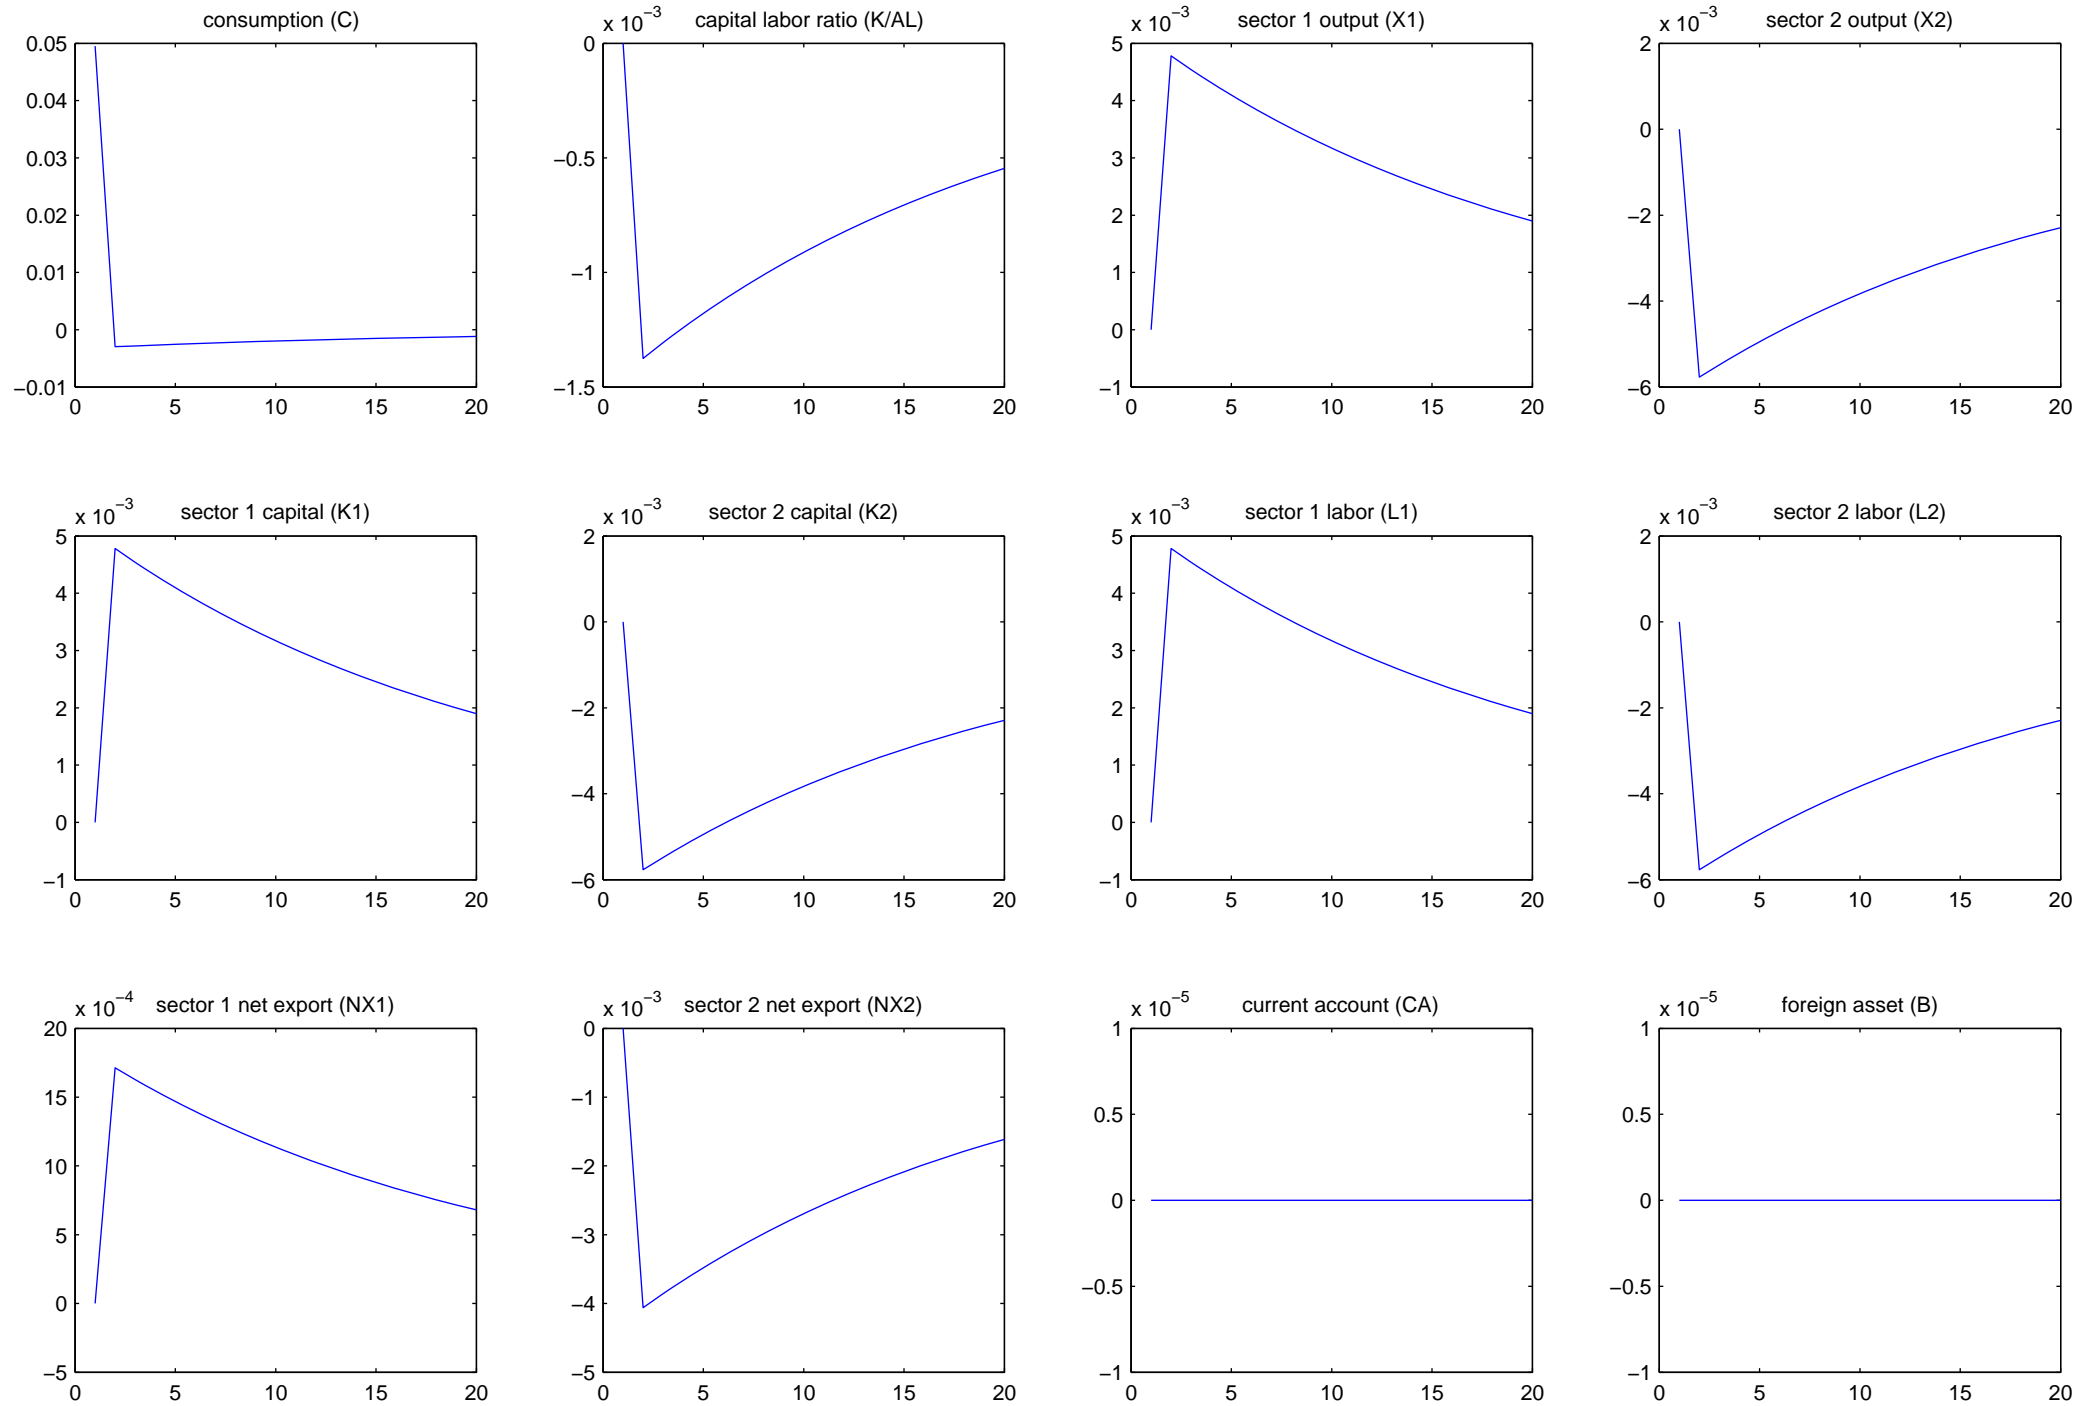 consumption (C)
0.05
0.04
0.03
0.02
0.01
0
−0.01
0 5 10 15 20
x 10−3 capital labor ratio (K/AL)
0
−0.5
−1
−1.5
0 5 10 15 20
x 10−3 sector 1 output (X1)
5
4
3
2
1
0
−1
0 5 10 15 20
x 10−3 sector 2 output (X2)
2
0
−2
−4
−6
0 5 10 15 20
x 10−3 sector 1 capital (K1)
5
4
3
2
1
0
−1
0 5 10 15 20
x 10−3 sector 2 capital (K2)
2
0
−2
−4
−6
0 5 10 15 20
x 10−3 sector 1 labor (L1)
5
4
3
2
1
0
−1
0 5 10 15 20
x 10−3 sector 2 labor (L2)
2
0
−2
−4
−6
0 5 10 15 20
x 10−4 sector 1 net export (NX1)
20
15
10
5
0
−5
0 5 10 15 20
x 10−3 sector 2 net export (NX2)
0
−1
−2
−3
−4
−5
0 5 10 15 20
x 10−5 current account (CA)
1
0.5
0
−0.5
−1
0 5 10 15 20
x 10−5 foreign asset (B)
1
0.5
0
−0.5
−1
0 5 10 15 20